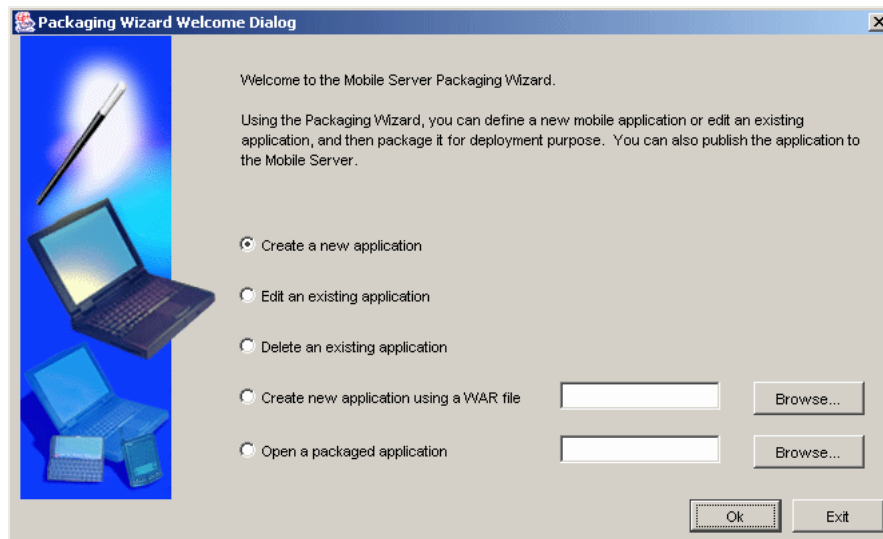 Packaging Wizard Welcome Dialog
Welcome to the Mobile Server Packaging Wizard.
Using the Packaging Wizard, you can define a new mobile application or edit an existing
application, and then package it for deployment purpose. You can also publish the application to
the Mobile Server.
Create a new application
Edit an existing application
Delete an existing application
Create new application using a WAR file Browse...
Open a packaged application Browse...
Ok Exit